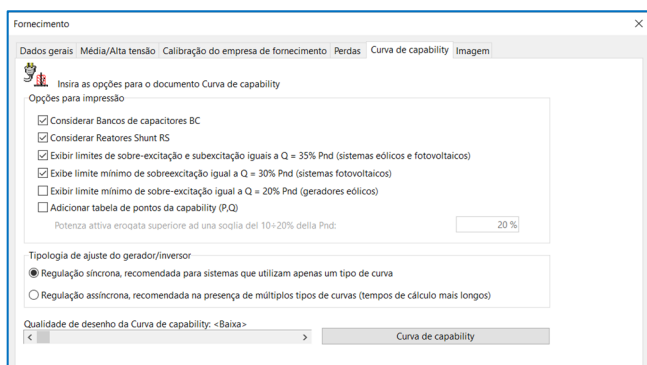 Fornecimento
Dados gerais Média/Alta tensão Calibração do empresa de fornecimento Perdas Curva de capability Imagem
Insira as opções para o documento Curva de capability
Opções para impressão
Considerar Bancos de capacitores BC
Considerar Reatores Shunt RS
Exibir limites de sobre-excitação e subexcitação iguais a Q = 35% Pnd (sistemas eólicos e fotovoltaicos)
Exibe limite mínimo de sobreexcitação igual a Q = 30% Pnd (sistemas fotovoltaicos)
Exibir limite mínimo de sobre-excitação igual a Q = 20% Pnd (geradores eólicos)
Adicionar tabela de pontos da capability (P,Q)
Potenza attiva erogata superiore ad una soglia del 10÷20% della Pnd: 20 %
Tipologia de ajuste do gerador/inversor
Regulação síncrona, recomendada para sistemas que utilizam apenas um tipo de curva
Regulação assíncrona, recomendada na presença de múltiplos tipos de curvas (tempos de cálculo mais longos)
Qualidade de desenho da Curva de capability: <Baixa>
Curva de capability